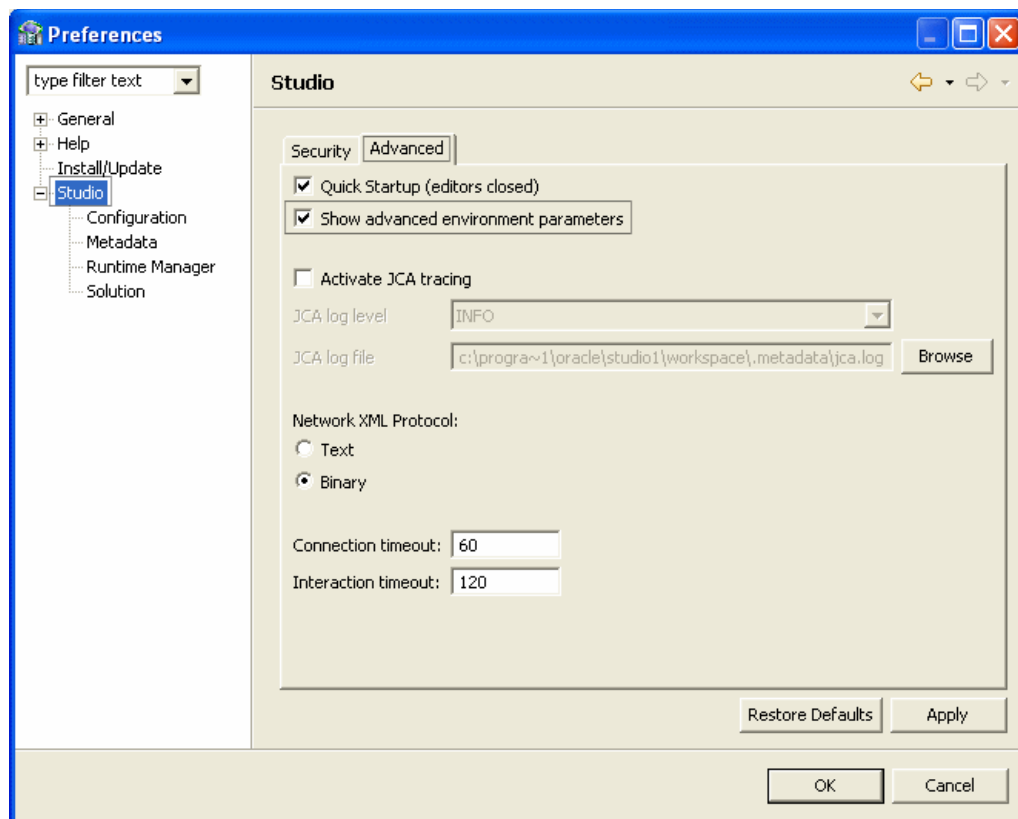 Preferences
type filter text
General
Help
Install/Update
Studio
Configuration
Metadata
Runtime Manager
Solution
Studio
Security
Advanced
Quick Startup (editors closed)
Show advanced environment parameters
Activate JCA tracing
JCA log level
INFO
JCA log file
c:\progra~1\oracle\studio1\workspace\.metadata\jca.log
Browse
Network XML Protocol:
Text
Binary
Connection timeout: 60
Interaction timeout: 120
Restore Defaults
Apply
OK
Cancel